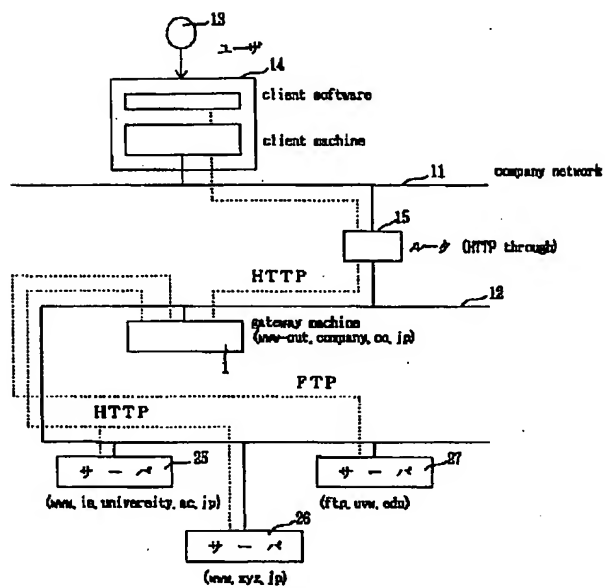 13
ユーザ
14
client software
client machine
11
company network
15
ルータ (HTTP through)
HTTP
12
gateway machine
(www-out.company.co.jp)
1
FTP
HTTP
サーバ
25
サーバ
27
(www.is.university.ac.jp)
(ftp.uvw.edu)
26
サーバ
(www.xyz.jp)